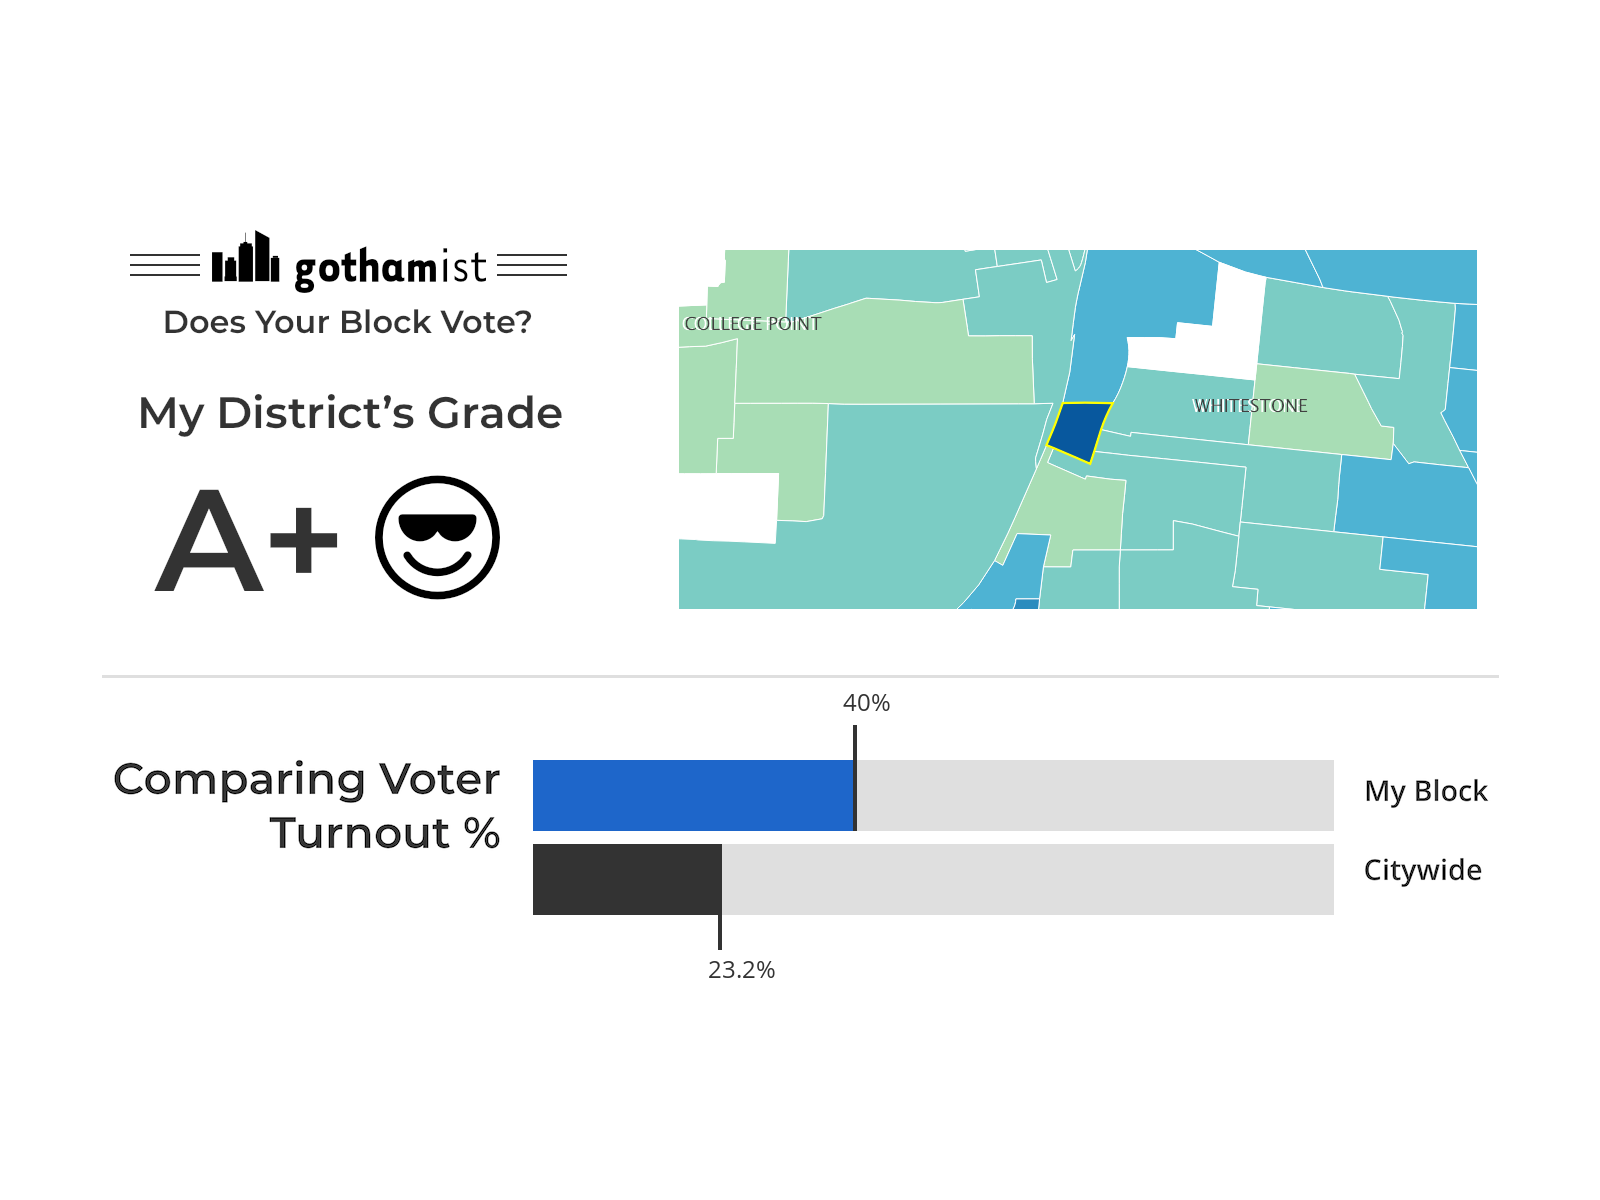 gothamist
Does Your Block Vote?
My District’s Grade
A+
COLLEGE POINT
WHITESTONE
40%
Comparing Voter
Turnout %
My Block
Citywide
23.2%